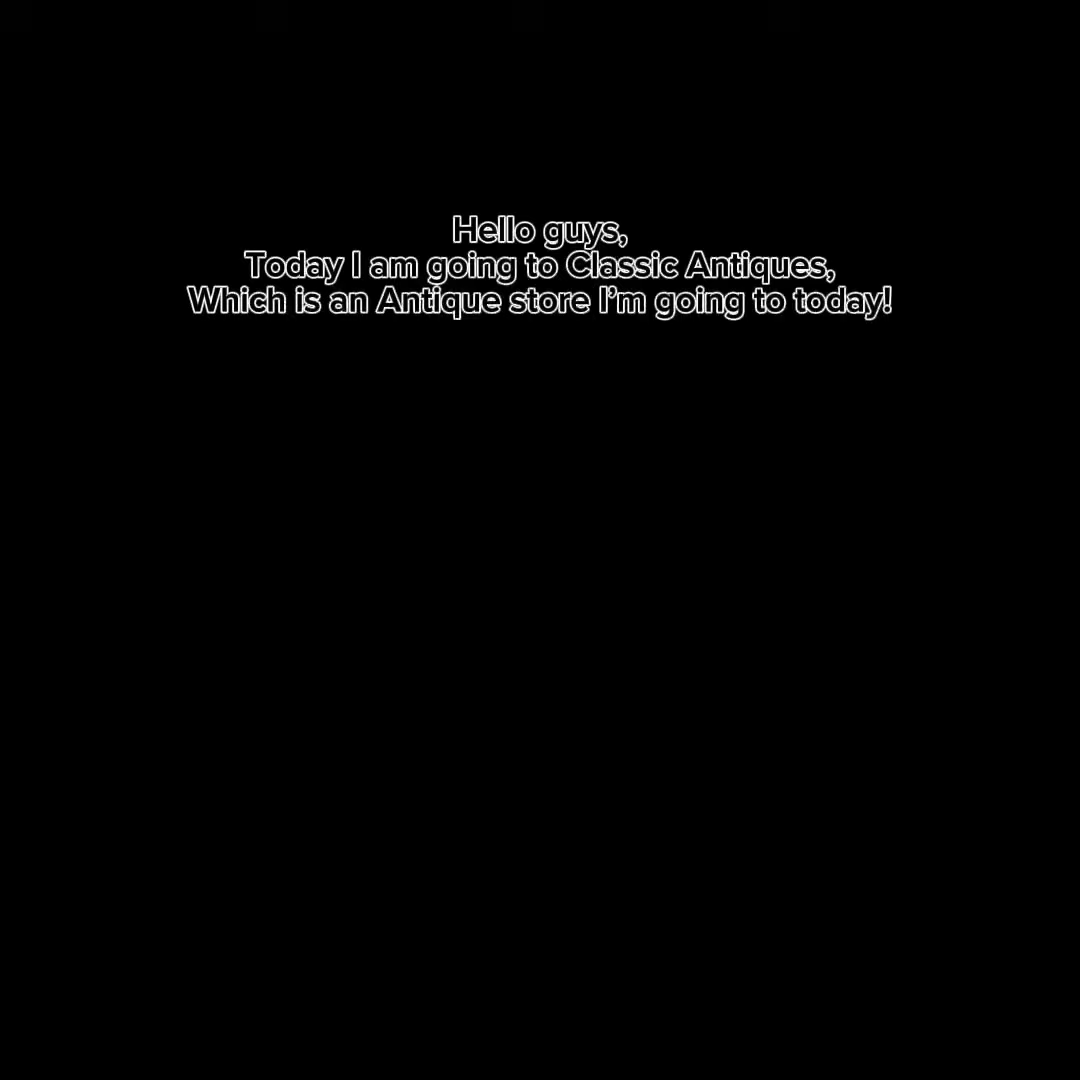 Hello guys,
Today I am going to Classic Antiques,
Which is an Antique store I’m going to today!